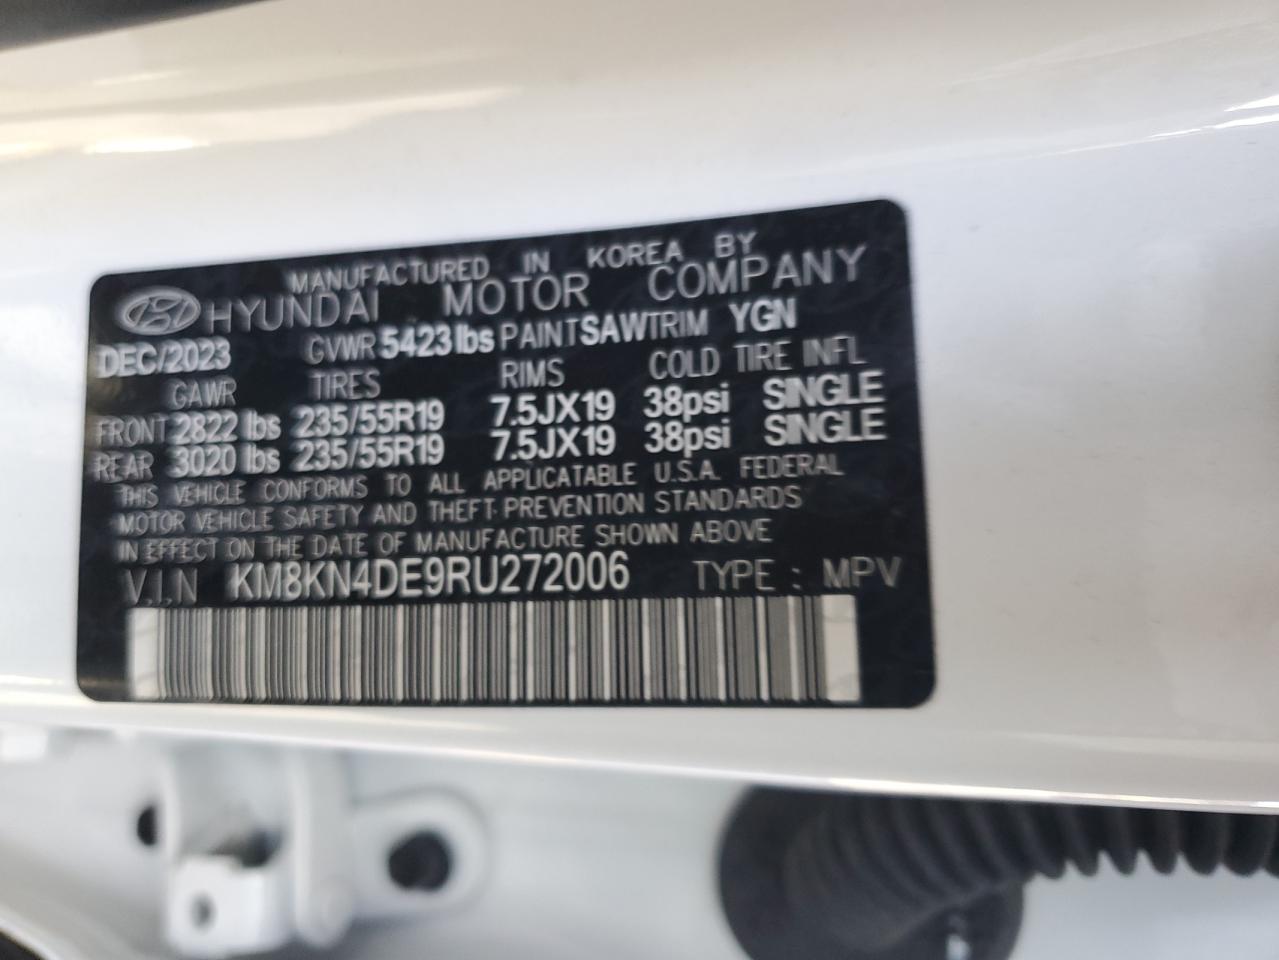 MANUFACTURED IN KOREA BY
HYUNDAI MOTOR COMPANY
DEC/2023 GVWR 5423 lbs PAINT SAW TRIM YGN
GAWR TIRES RIMS COLD TIRE INFL
FRONT 2822 lbs 235/55R19 7.5JX19 38psi SINGLE
REAR 3020 lbs 235/55R19 7.5JX19 38psi SINGLE
THIS VEHICLE CONFORMS TO ALL APPLICATABLE U.S.A. FEDERAL
MOTOR VEHICLE SAFETY AND THEFT PREVENTION STANDARDS
IN EFFECT ON THE DATE OF MANUFACTURE SHOWN ABOVE
V.I.N KM8KN4DE9RU272006 TYPE : MPV